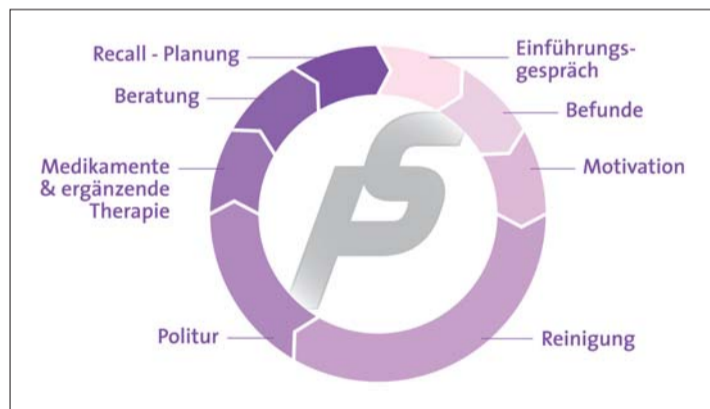 Einführungs-
gespräch
Befunde
Motivation
Reinigung
Politur
Medikamente
& ergänzende
Therapie
Beratung
Recall - Planung
PS